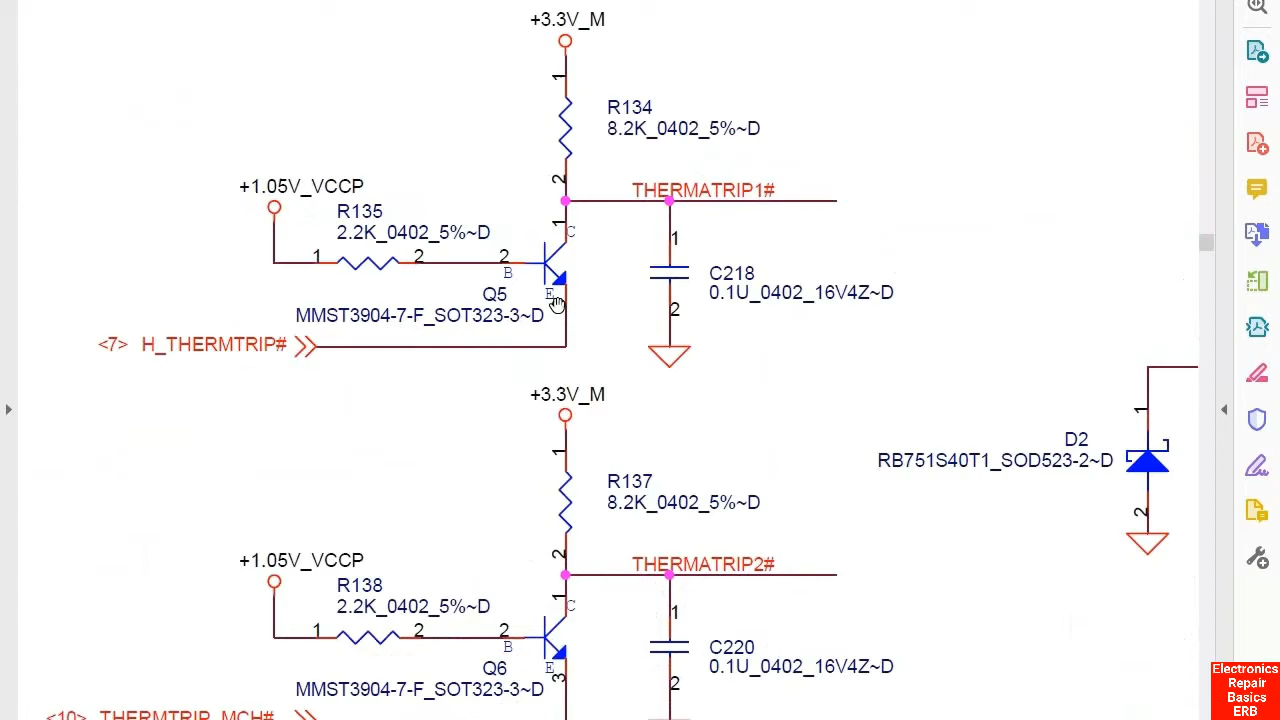 +3.3V_M
1
R134
8.2K_0402_5%~D
2
+1.05V_VCCP
THERMATRIP1#
R135
2.2K_0402_5%~D
1
C
1
1
2
2
B
C218
0.1U_0402_16V4Z~D
Q5
E
2
MMST3904-7-F_SOT323-3~D
<7> H_THERMTRIP#
+3.3V_M
1
D2
RB751S40T1_SOD523-2~D
1
R137
8.2K_0402_5%~D
2
2
+1.05V_VCCP
THERMATRIP2#
R138
2.2K_0402_5%~D
1
C
1
1
2
2
B
C220
0.1U_0402_16V4Z~D
Q6
E
3
2
MMST3904-7-F_SOT323-3~D
<10> THERMTRIP_MCH#
Electronics
Repair
Basics
ERB